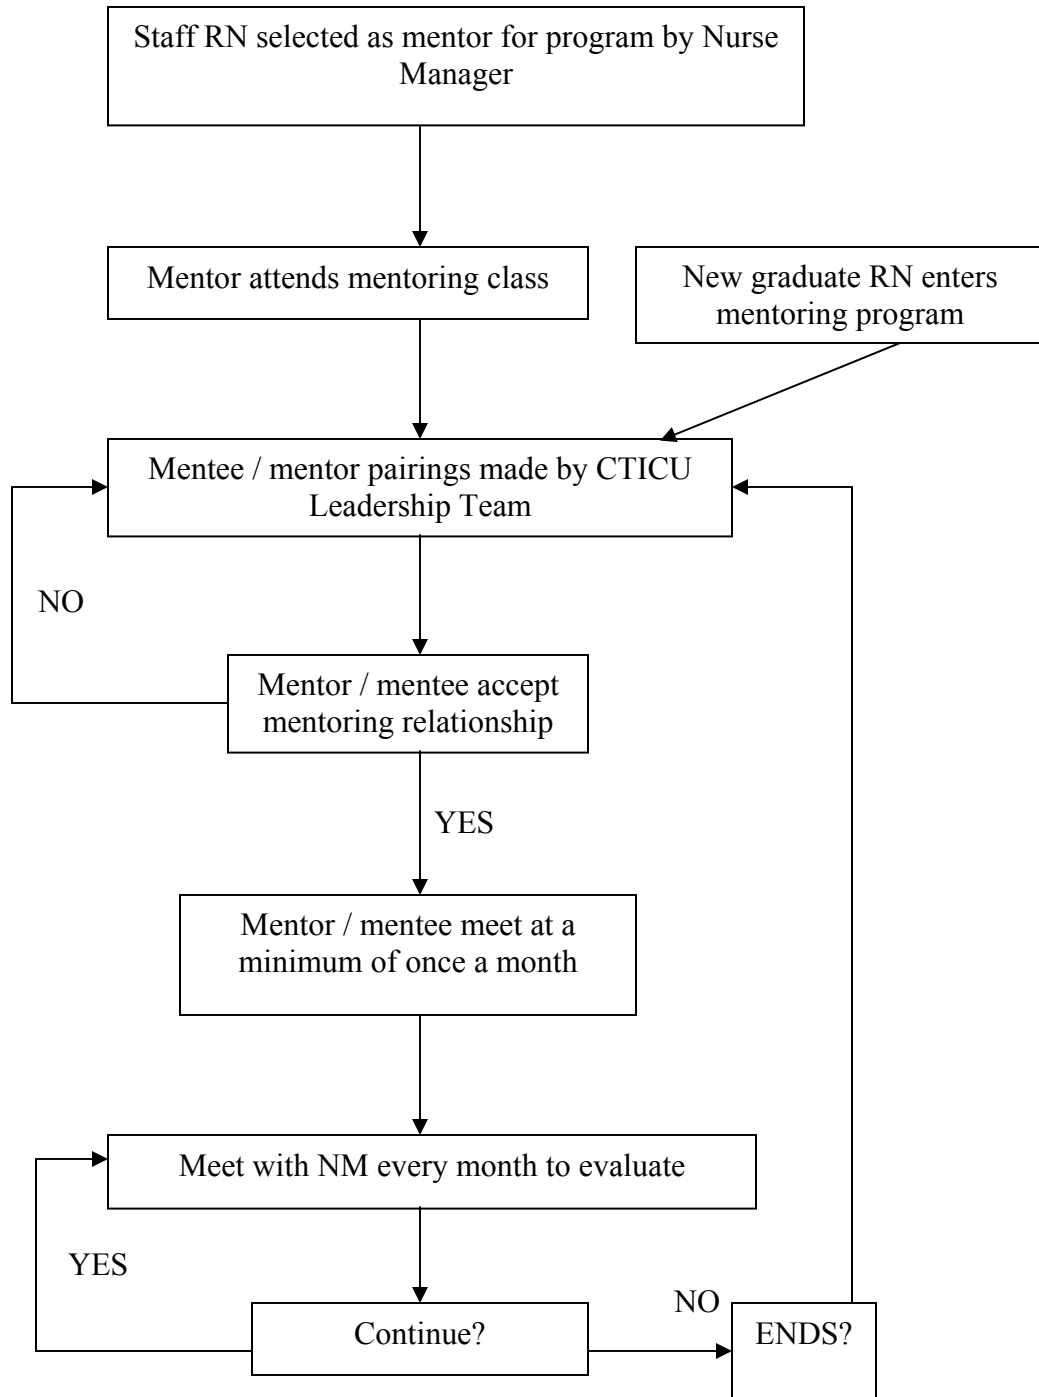 Staff RN selected as mentor for program by Nurse
Manager
Mentor attends mentoring class
New graduate RN enters
mentoring program
Mentee / mentor pairings made by CTICU
Leadership Team
NO
Mentor / mentee accept
mentoring relationship
YES
Mentor / mentee meet at a
minimum of once a month
Meet with NM every month to evaluate
YES
NO
Continue?
ENDS?